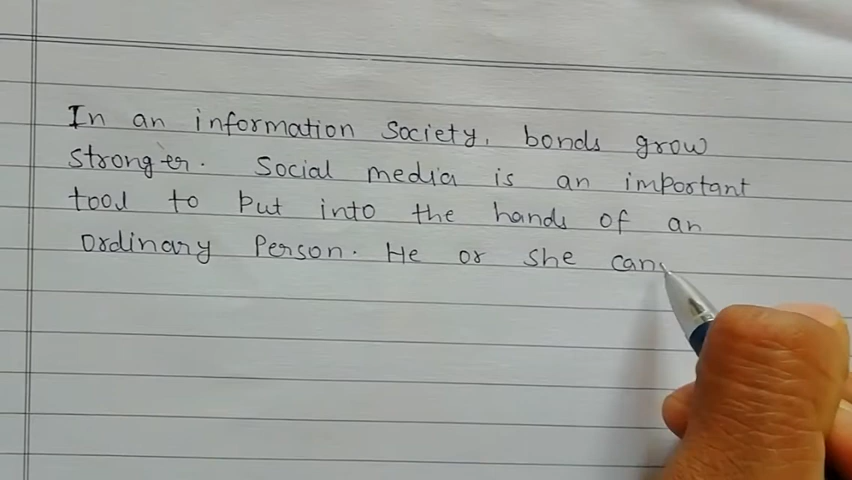 In an information Society, bonds grow
Stronger. Social media is an important
tool to Put into the hands of an
Ordinary Person. He or she can